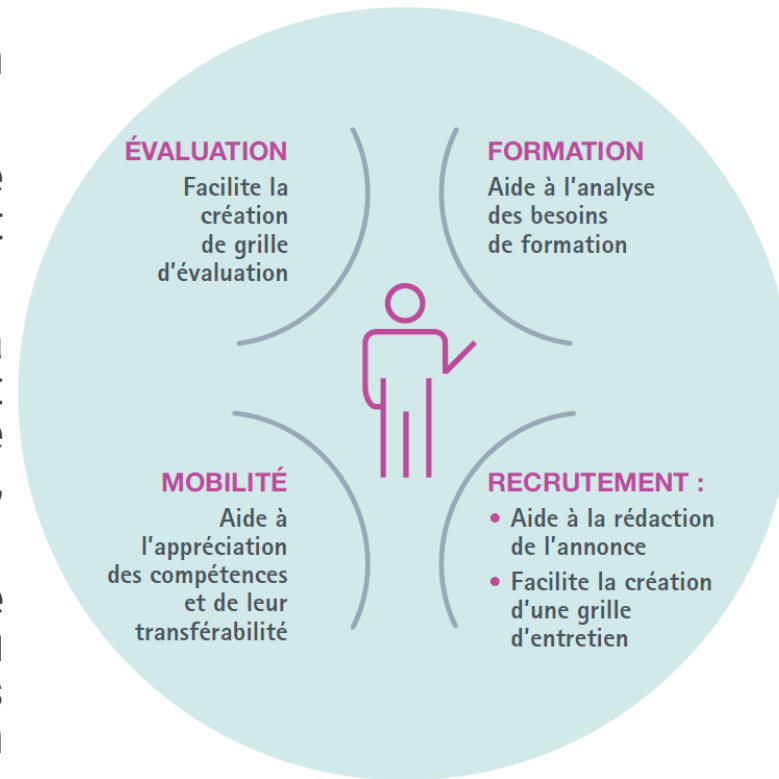 ÉVALUATION
Facilite la
création
de grille
d'évaluation
FORMATION
Aide à l'analyse
des besoins
de formation
MOBILITÉ
Aide à
l'appréciation
des compétences
et de leur
transférabilité
RECRUTEMENT :
• Aide à la rédaction
de l'annonce
• Facilite la création
d'une grille
d'entretien